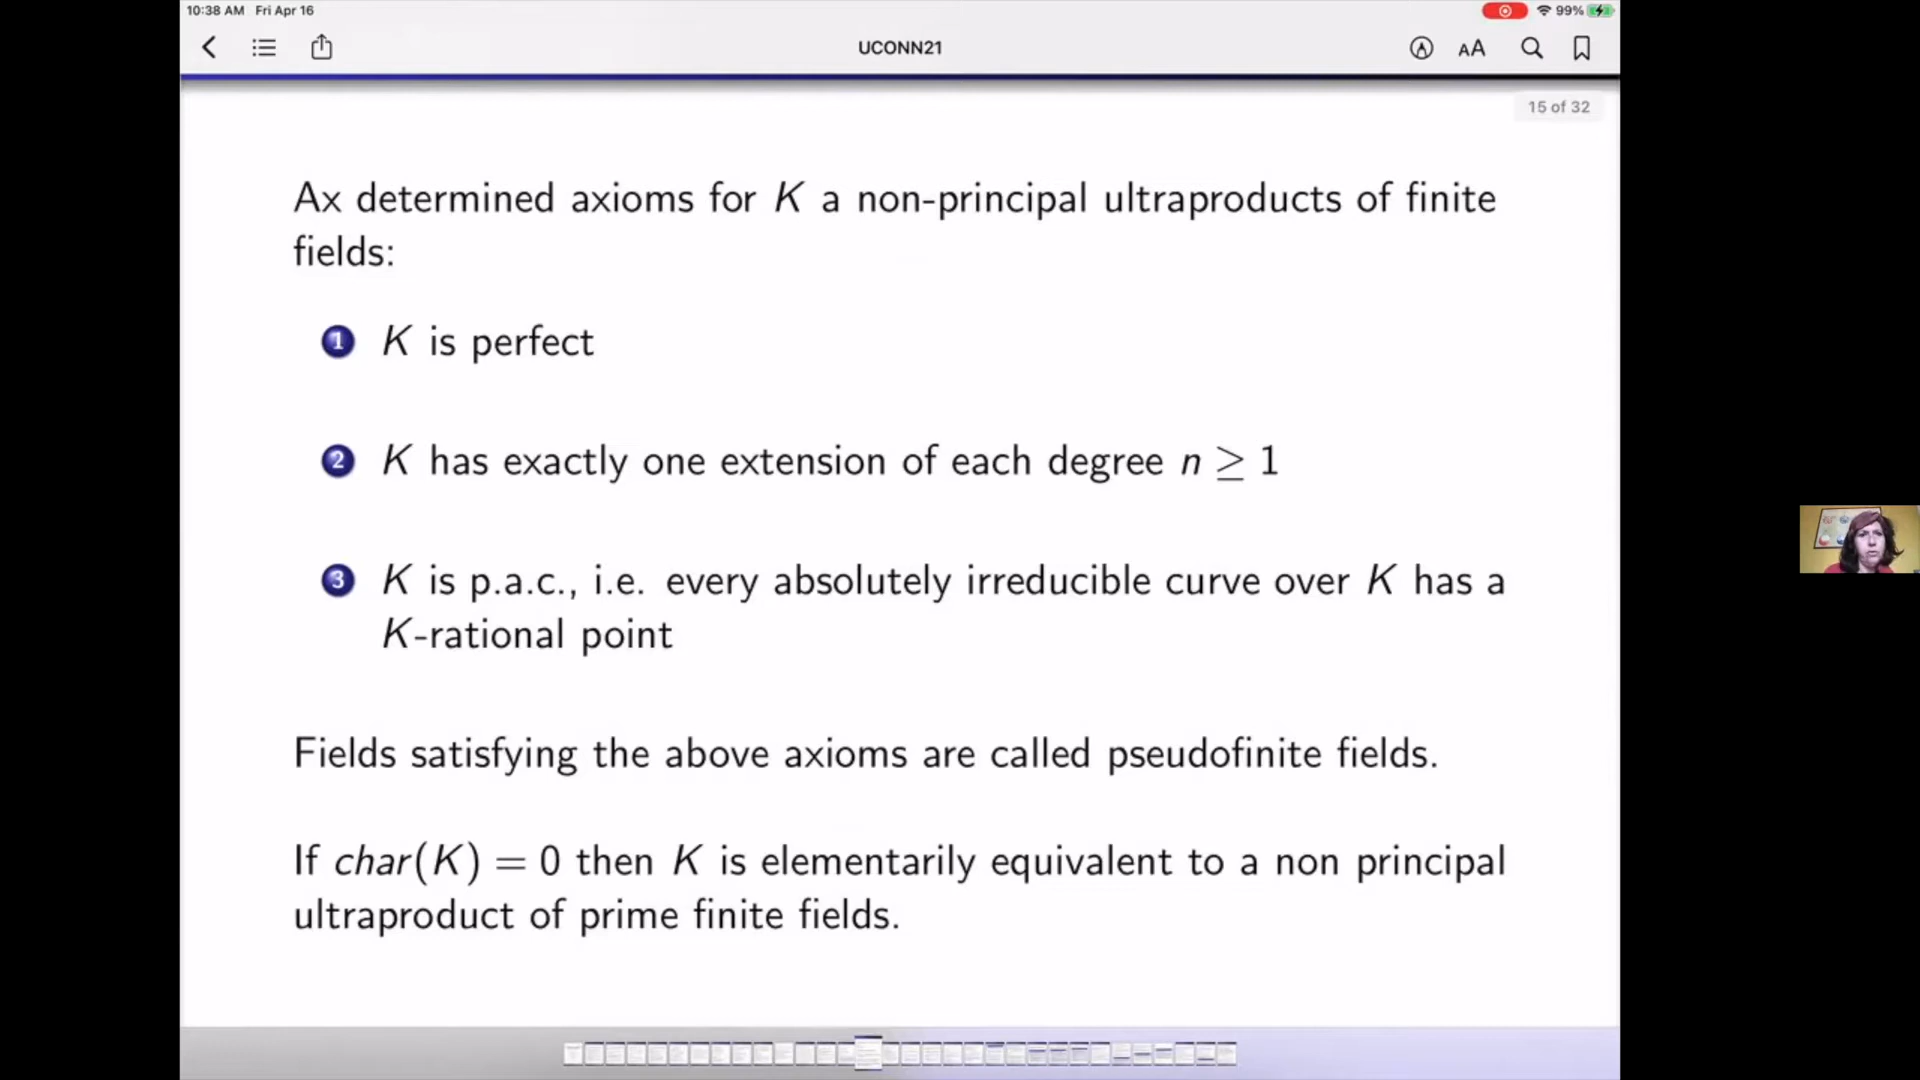 10:38 AM Fri Apr 16
99%
UCONN21
AA
15 of 32
Ax determined axioms for K a non-principal ultraproducts of finite
fields:
1 K is perfect
2 K has exactly one extension of each degree n ≥ 1
3 K is p.a.c., i.e. every absolutely irreducible curve over K has a
K-rational point
Fields satisfying the above axioms are called pseudofinite fields.
If char(K) = 0 then K is elementarily equivalent to a non principal
ultraproduct of prime finite fields.